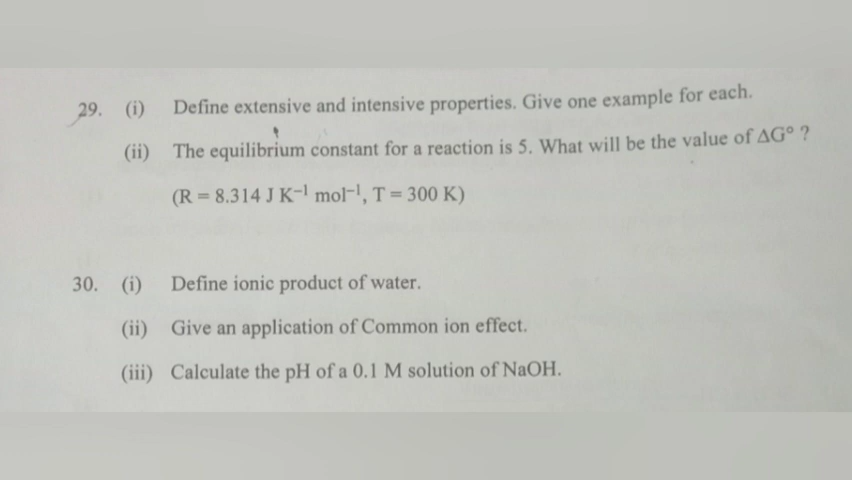 29. (i) Define extensive and intensive properties. Give one example for each.
(ii) The equilibrium constant for a reaction is 5. What will be the value of ΔG° ?
(R = 8.314 J K⁻¹ mol⁻¹, T = 300 K)
30. (i) Define ionic product of water.
(ii) Give an application of Common ion effect.
(iii) Calculate the pH of a 0.1 M solution of NaOH.